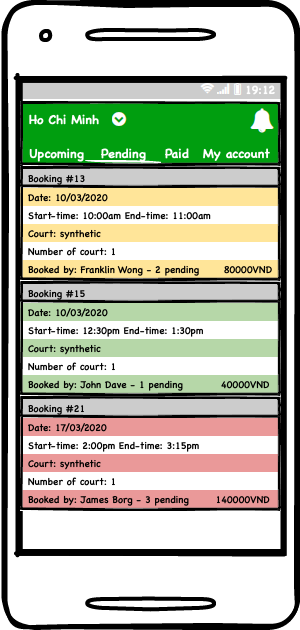 19:12
Ho Chi Minh
Upcoming Pending Paid My account
Booking #13
Date: 10/03/2020
Start-time: 10:00am End-time: 11:00am
Court: synthetic
Number of court: 1
Booked by: Franklin Wong - 2 pending 80000VND
Booking #15
Date: 10/03/2020
Start-time: 12:30pm End-time: 1:30pm
Court: synthetic
Number of court: 1
Booked by: John Dave - 1 pending 40000VND
Booking #21
Date: 17/03/2020
Start-time: 2:00pm End-time: 3:15pm
Court: synthetic
Number of court: 1
Booked by: James Borg - 3 pending 140000VND